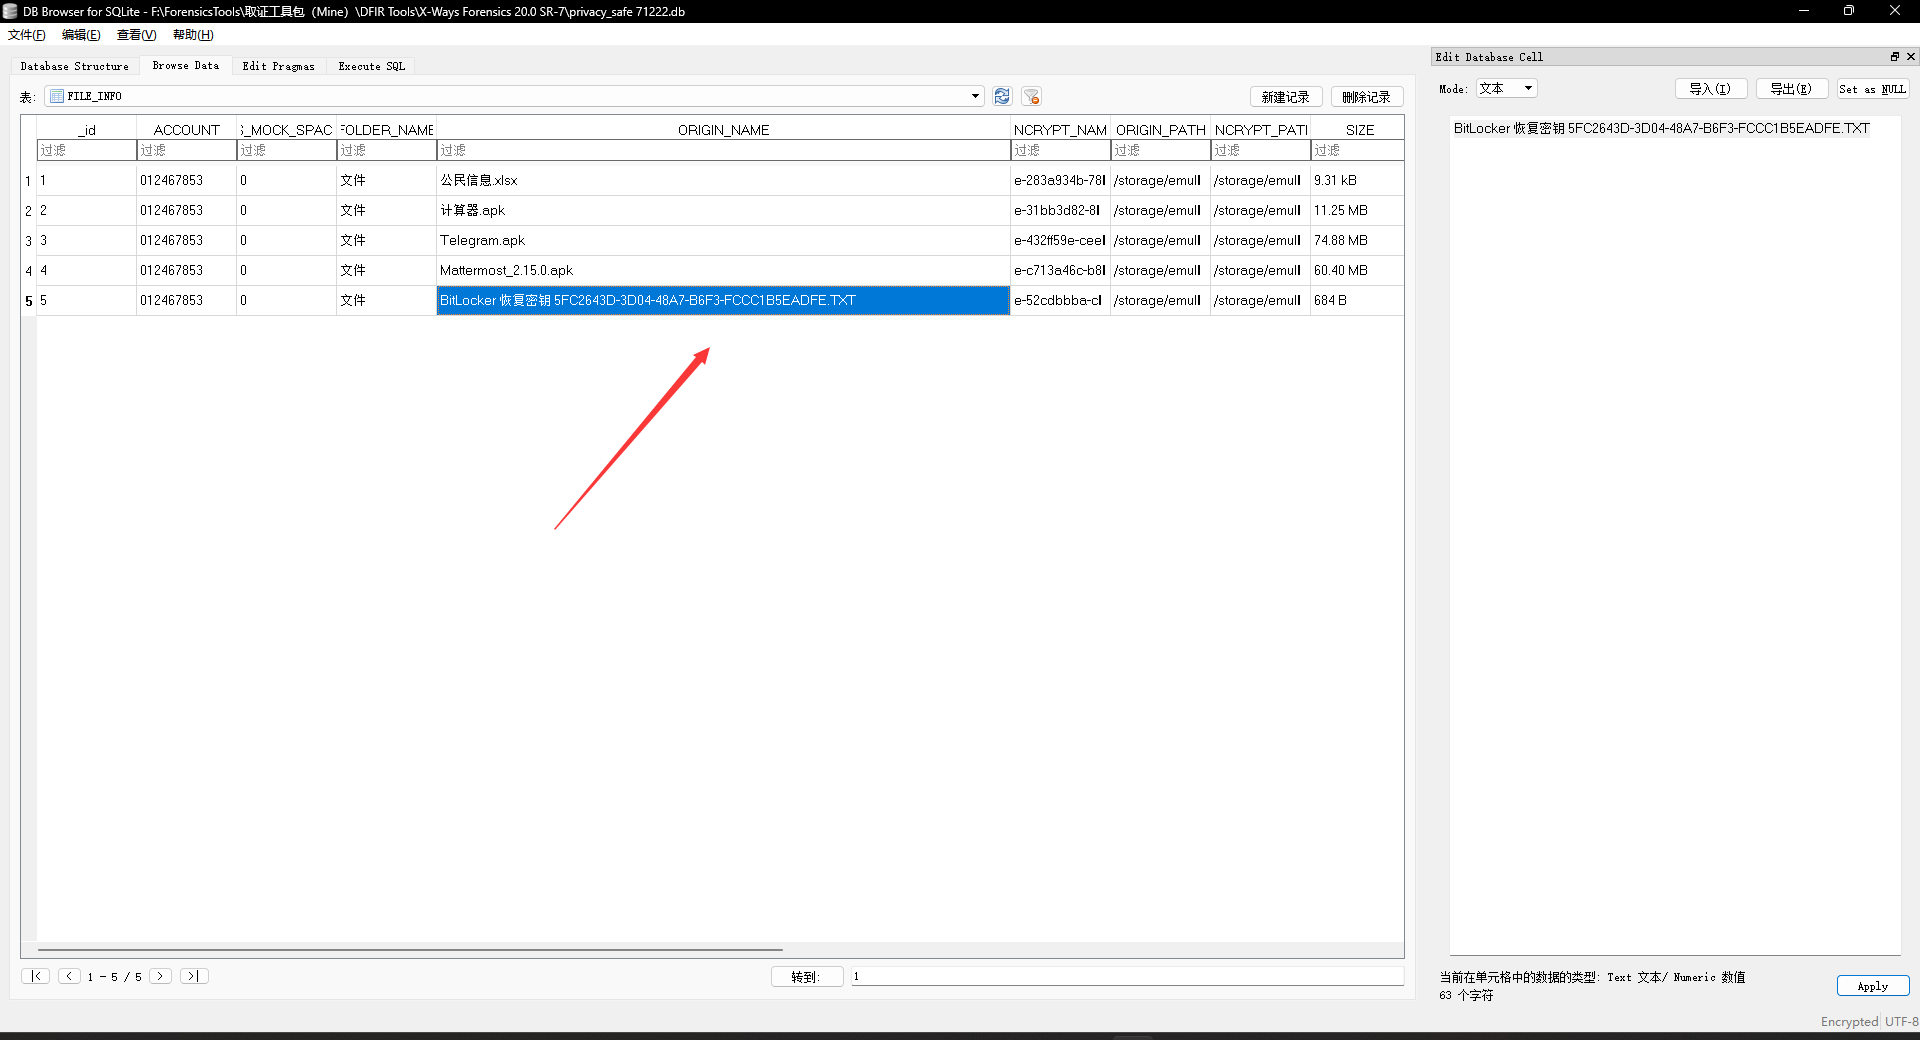 DB Browser for SQLite - F:\ForensicsTools\取证工具包（Mine）\DFIR Tools\X-Ways Forensics 20.0 SR-7\privacy_safe 71222.db
文件(F) 编辑(E) 查看(V) 帮助(H)
Database Structure Browse Data Edit Pragmas Execute SQL
表: FILE_INFO 新建记录 删除记录
_id ACCOUNT S_MOCK_SPAC FOLDER_NAME ORIGIN_NAME NCRYPT_NAM ORIGIN_PATH NCRYPT_PATI SIZE
过滤 过滤 过滤 过滤 过滤 过滤 过滤 过滤 过滤
1 1 012467853 0 文件 公民信息.xlsx e-283a934b-78l /storage/emull /storage/emull 9.31 kB
2 2 012467853 0 文件 计算器.apk e-31bb3d82-8l /storage/emull /storage/emull 11.25 MB
3 3 012467853 0 文件 Telegram.apk e-432ff59e-ceel /storage/emull /storage/emull 74.88 MB
4 4 012467853 0 文件 Mattermost_2.15.0.apk e-c713a46c-b8l /storage/emull /storage/emull 60.40 MB
5 5 012467853 0 文件 BitLocker 恢复密钥 5FC2643D-3D04-48A7-B6F3-FCCC1B5EADFE.TXT e-52cdbbba-cl /storage/emull /storage/emull 684 B
1 - 5 / 5 转到: 1
Edit Database Cell
Mode: 文本 导入(I) 导出(E) Set as NULL
BitLocker 恢复密钥 5FC2643D-3D04-48A7-B6F3-FCCC1B5EADFE.TXT
当前在单元格中的数据的类型: Text 文本/ Numeric 数值
63 个字符
Apply
Encrypted UTF-8